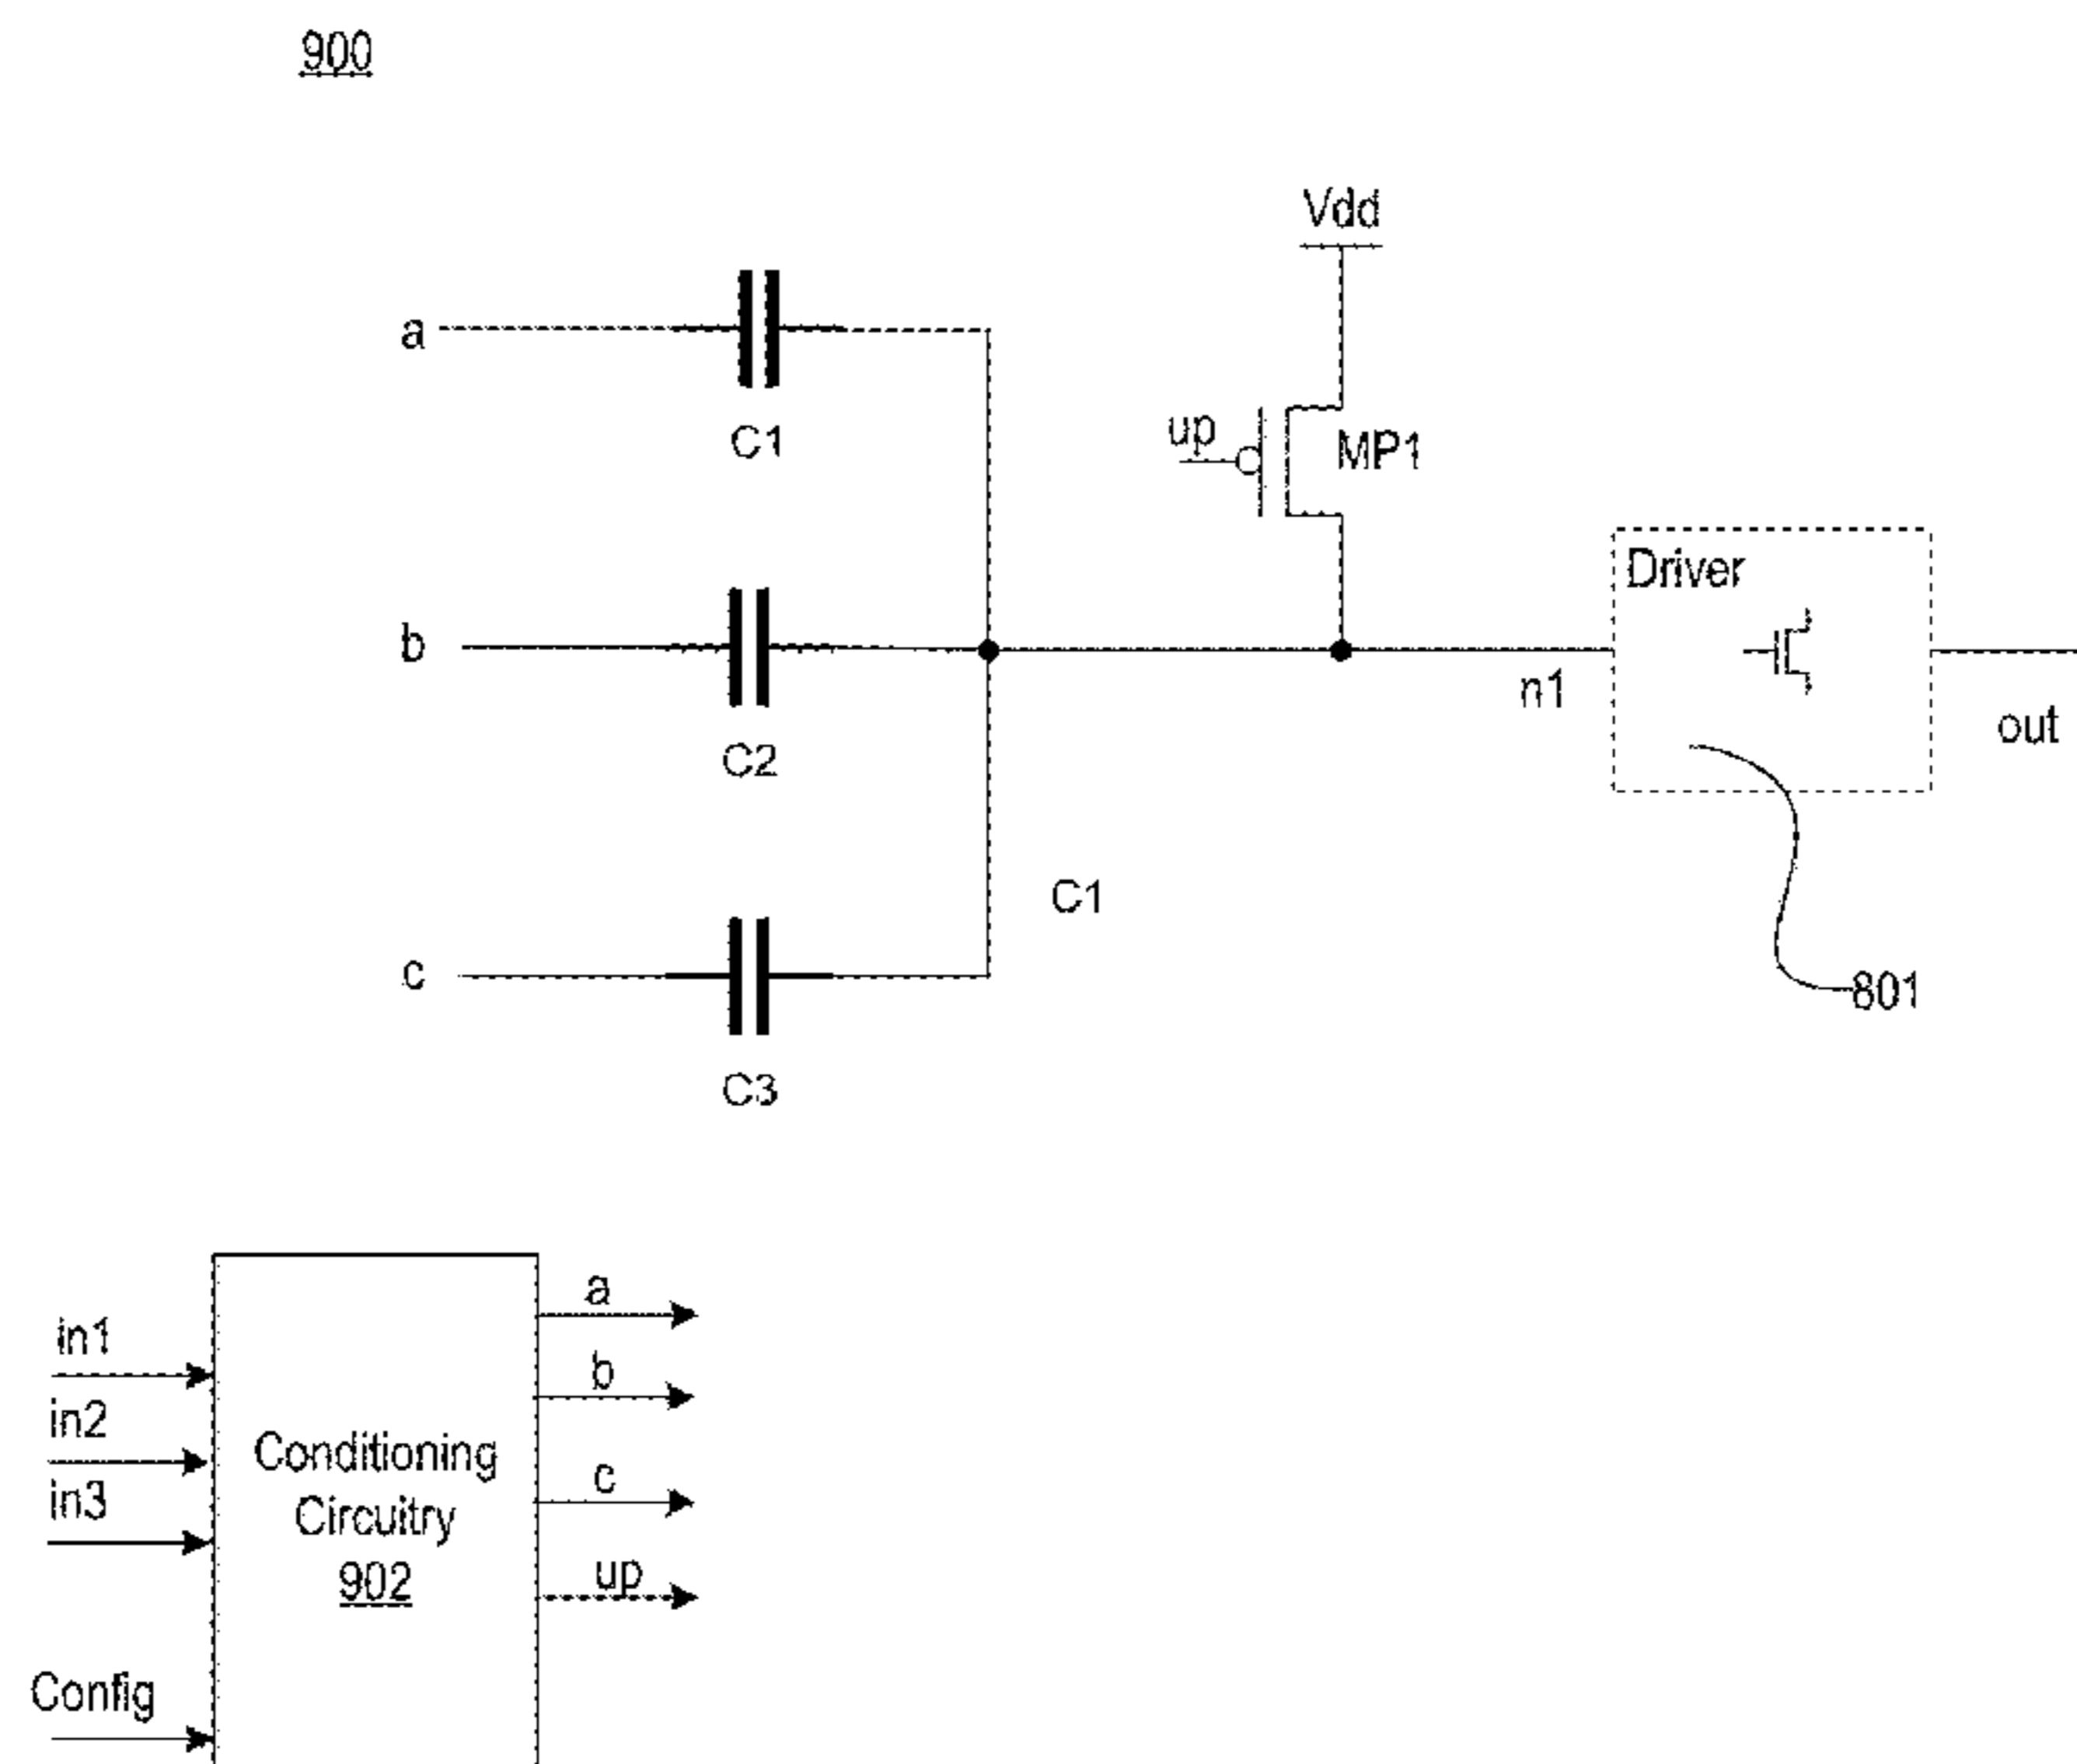 900
Vdd
a
C1
up
MP1
Driver
b
n1
out
C2
C1
c
801
C3
a
in1
b
in2
Conditioning
c
in3
Circuitry
902
up
Config